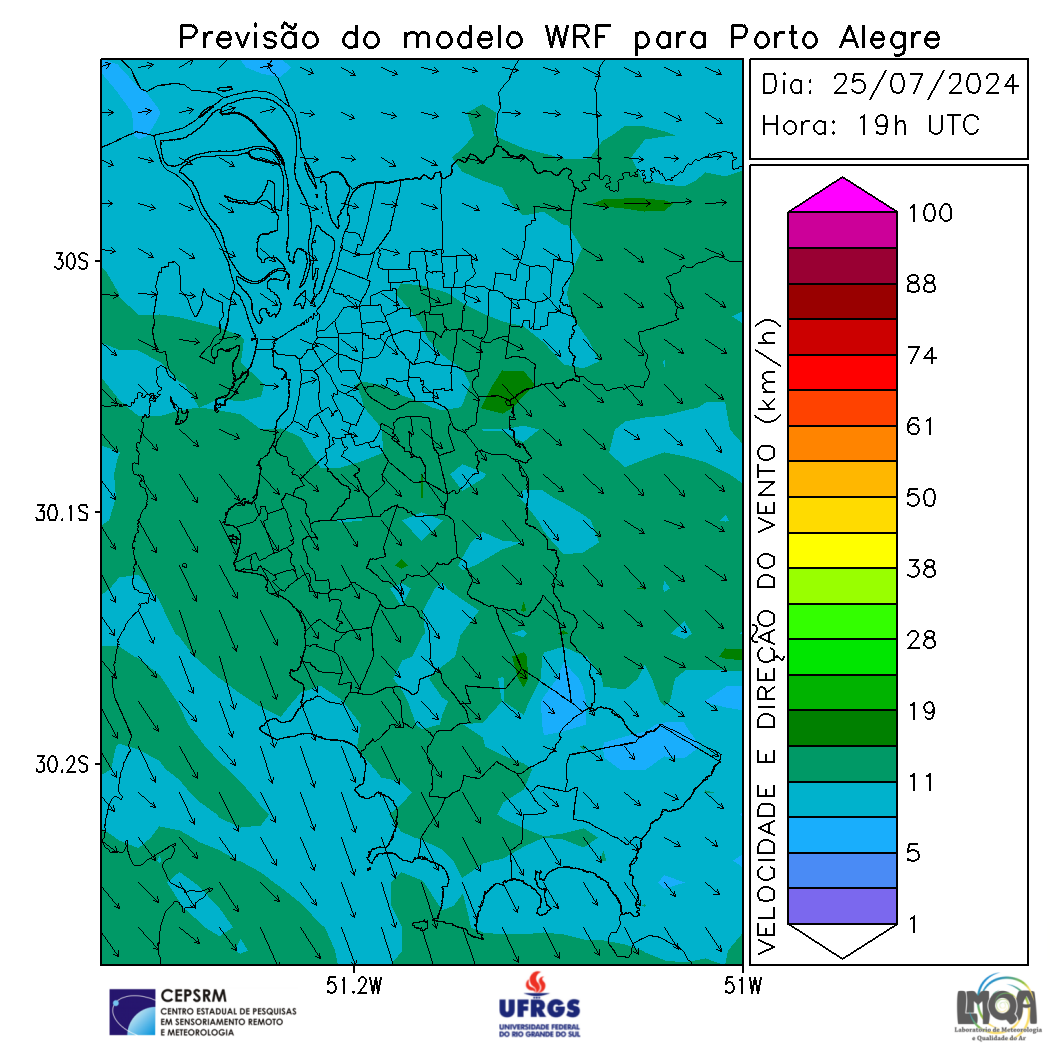 Previsão do modelo WRF para Porto Alegre
Dia: 25/07/2024
Hora: 19h UTC
30S
30.1S
30.2S
51.2W
51W
VELOCIDADE E DIREÇÃO DO VENTO (km/h)
100
88
74
61
50
38
28
19
11
5
1
CEPSRM
CENTRO ESTADUAL DE PESQUISAS
EM SENSORIAMENTO REMOTO
E METEOROLOGIA
UFRGS
UNIVERSIDADE FEDERAL
DO RIO GRANDE DO SUL
LMQA
Laboratório de Meteorologia
e Qualidade do Ar